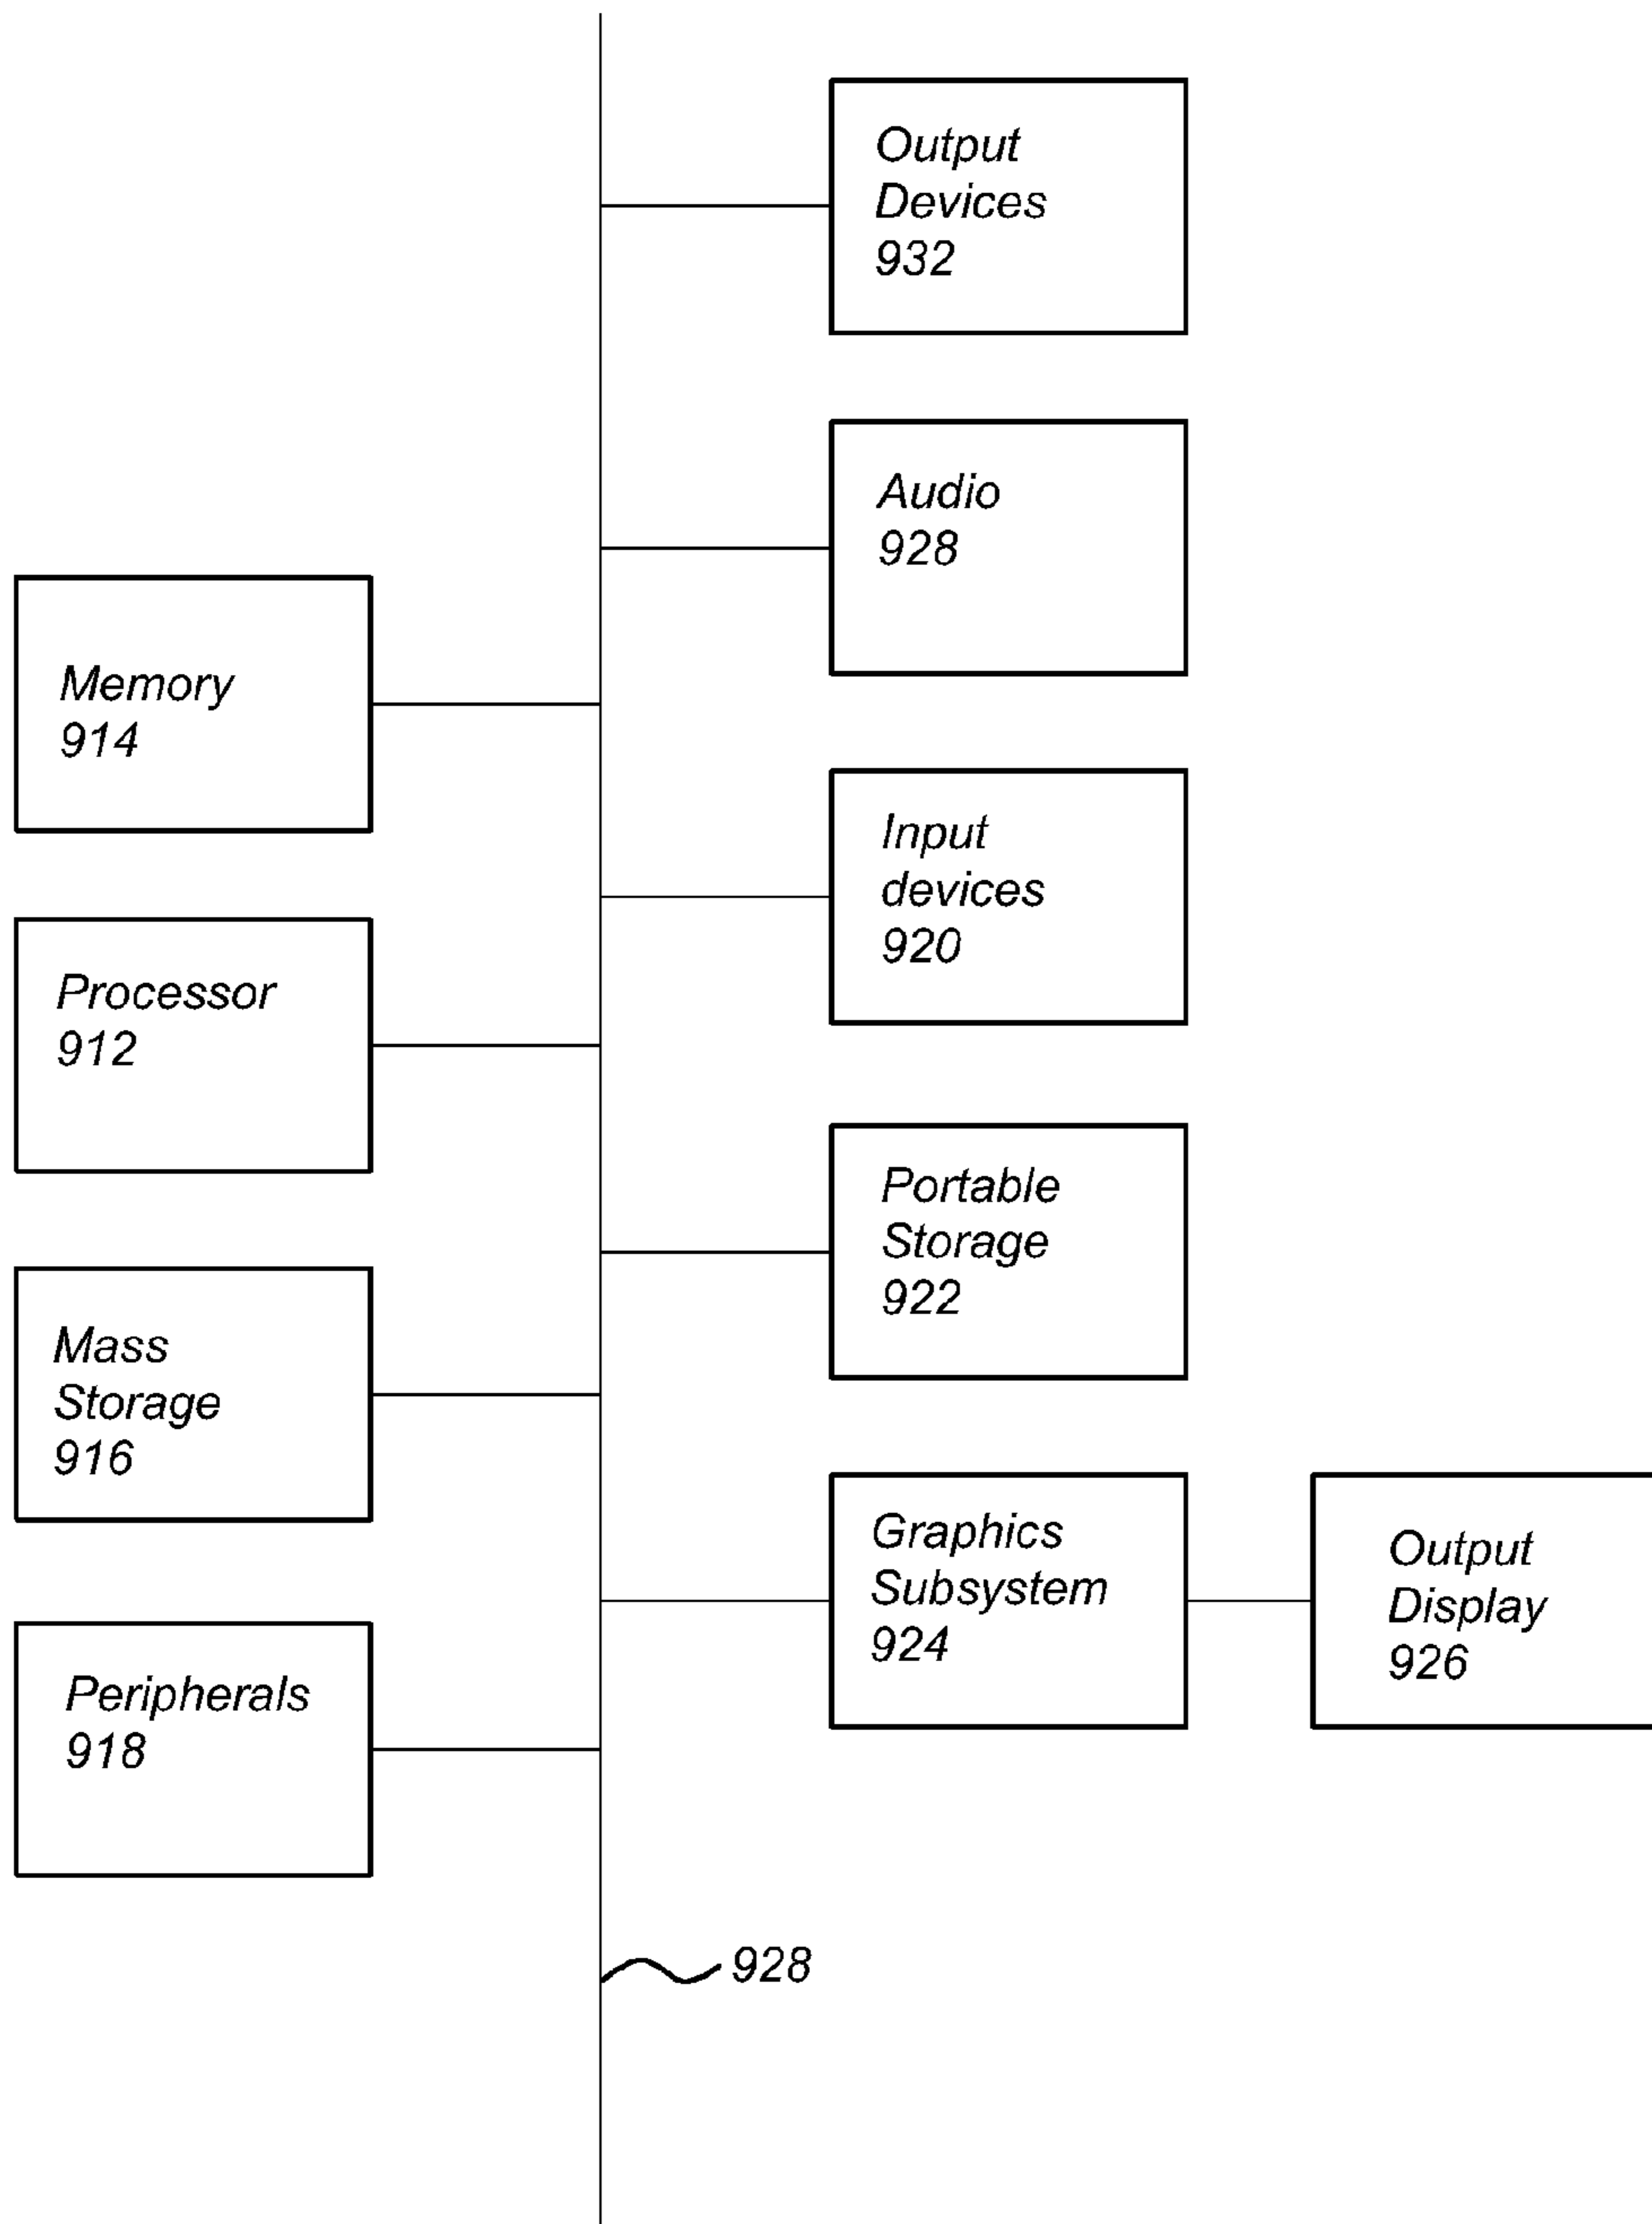 Output
Devices
932
Audio
928
Memory
914
Input
devices
920
Processor
912
Portable
Storage
922
Mass
Storage
916
Graphics
Subsystem
924
Output
Display
926
Peripherals
918
928